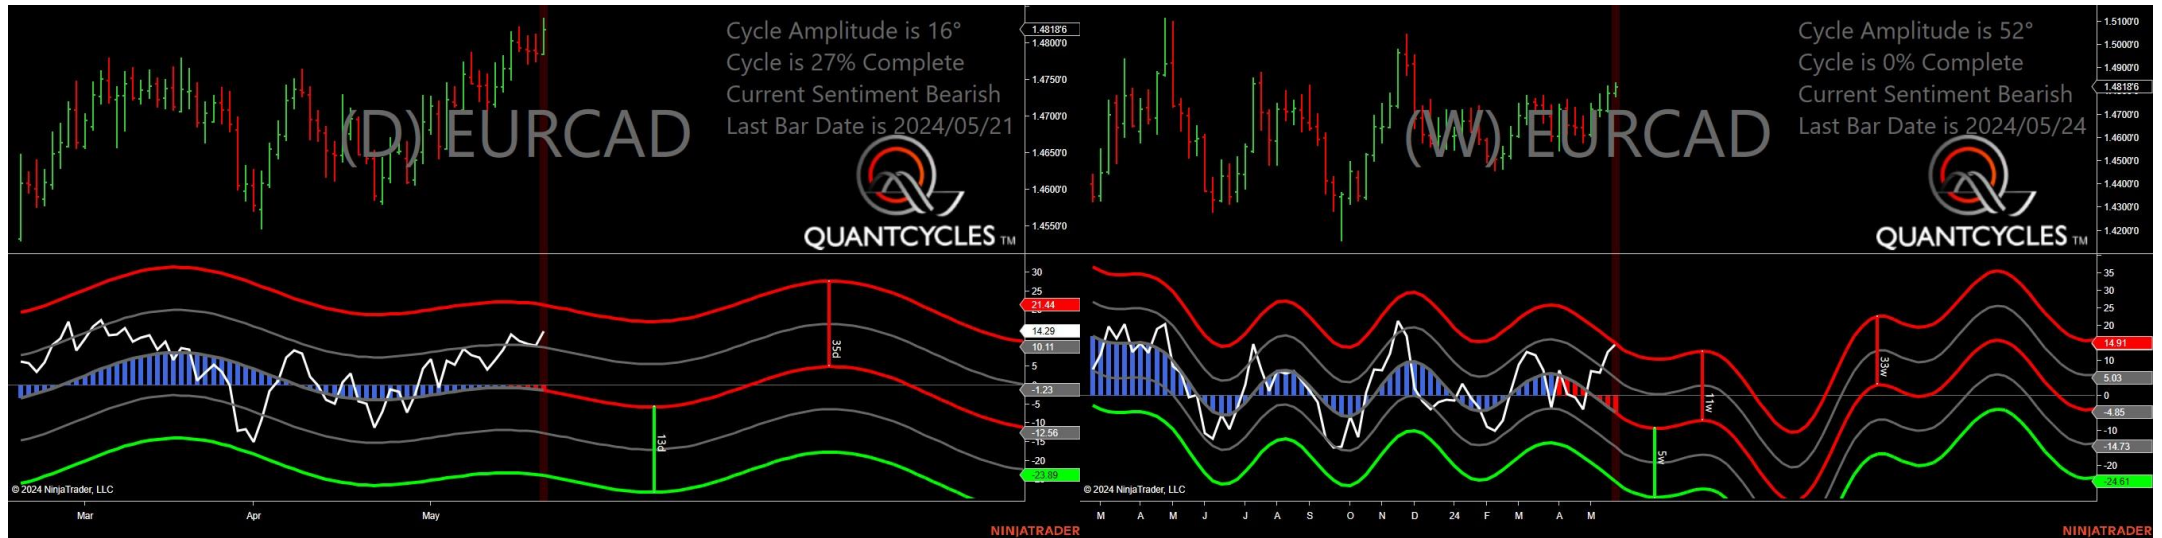 Cycle Amplitude is 16°
Cycle is 27% Complete
Current Sentiment Bearish
Last Bar Date is 2024/05/21
(D) EURCAD
QUANTCYCLES TM
1.4818'6
1.4800'0
1.4750'0
1.4700'0
1.4650'0
1.4600'0
1.4550'0
30
25
21.44
14.29
10.11
5
-1.23
-5
-10
-12.56
-15
-20
-23.89
35d
13d
© 2024 NinjaTrader, LLC
Mar Apr May
NINJATRADER
Cycle Amplitude is 52°
Cycle is 0% Complete
Current Sentiment Bearish
Last Bar Date is 2024/05/24
(W) EURCAD
QUANTCYCLES TM
1.5100'0
1.5000'0
1.4900'0
1.4818'6
1.4700'0
1.4600'0
1.4500'0
1.4400'0
1.4300'0
1.4200'0
35
30
25
20
14.91
10
5.03
0
-4.85
-10
-14.73
-20
-24.61
11w
5w
33w
© 2024 NinjaTrader, LLC
M A M J J A S O N D 24 F M A M
NINJATRADER